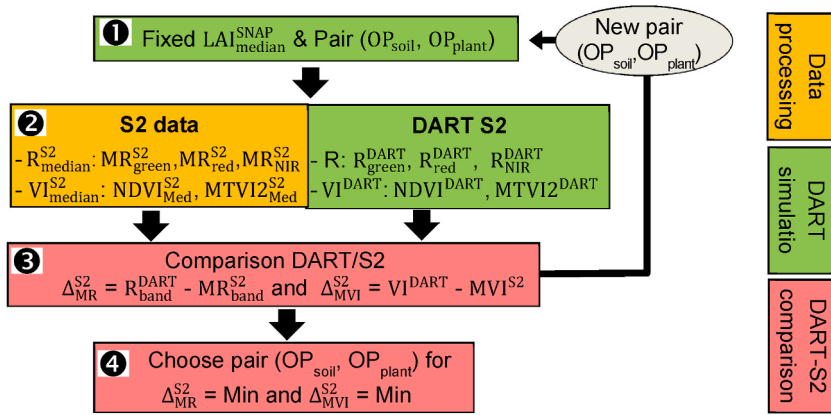 ❶ Fixed LAI^SNAP_median & Pair (OP_soil, OP_plant)
New pair
(OP_soil,OP_plant)
❷ S2 data
- R^S2_median: MR^S2_green, MR^S2_red, MR^S2_NIR
- VI^S2_median: NDVI^S2_Med, MTVI2^S2_Med
DART S2
- R: R^DART_green, R^DART_red , R^DART_NIR
- VI^DART: NDVI^DART, MTVI2^DART
❸ Comparison DART/S2
Δ^S2_MR = R^DART_band - MR^S2_band and Δ^S2_MVI = VI^DART - MVI^S2
❹ Choose pair (OP_soil, OP_plant) for
Δ^S2_MR = Min and Δ^S2_MVI = Min
Data
processing
DART
simulatio
DART-S2
comparison